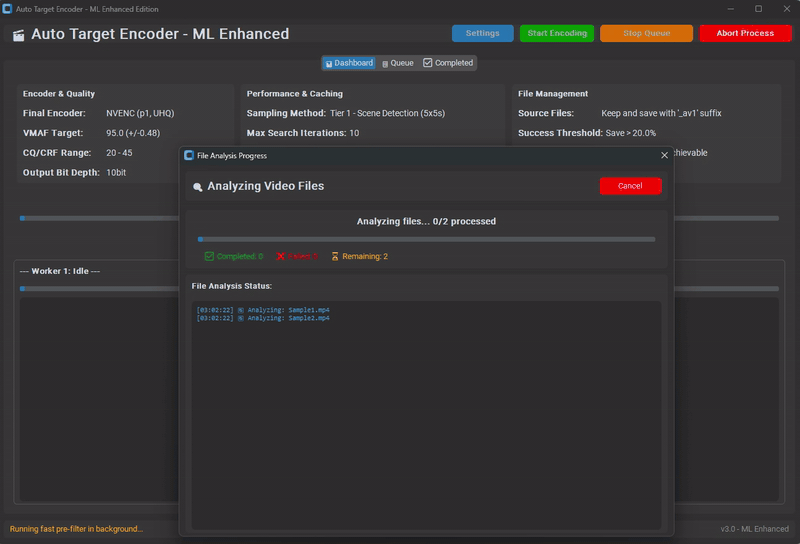 Auto Target Encoder - ML Enhanced Edition
Auto Target Encoder - ML Enhanced
Settings
Start Encoding
Stop Queue
Abort Process
Dashboard
Queue
Completed
Encoder & Quality
Final Encoder: NVENC (p1, UHQ)
VMAF Target: 95.0 (+/-0.48)
CQ/CRF Range: 20 - 45
Output Bit Depth: 10bit
Performance & Caching
Sampling Method: Tier 1 - Scene Detection (5x5s)
Max Search Iterations: 10
File Management
Source Files: Keep and save with '_av1' suffix
Success Threshold: Save > 20.0%
chievable
--- Worker 1: Idle ---
File Analysis Progress
Analyzing Video Files
Cancel
Analyzing files... 0/2 processed
Completed: 0
Remaining: 2
File Analysis Status:
[03:02:22] Analyzing: Sample1.mp4
[03:02:22] Analyzing: Sample2.mp4
Running fast pre-filter in background...
v3.0 - ML Enhanced